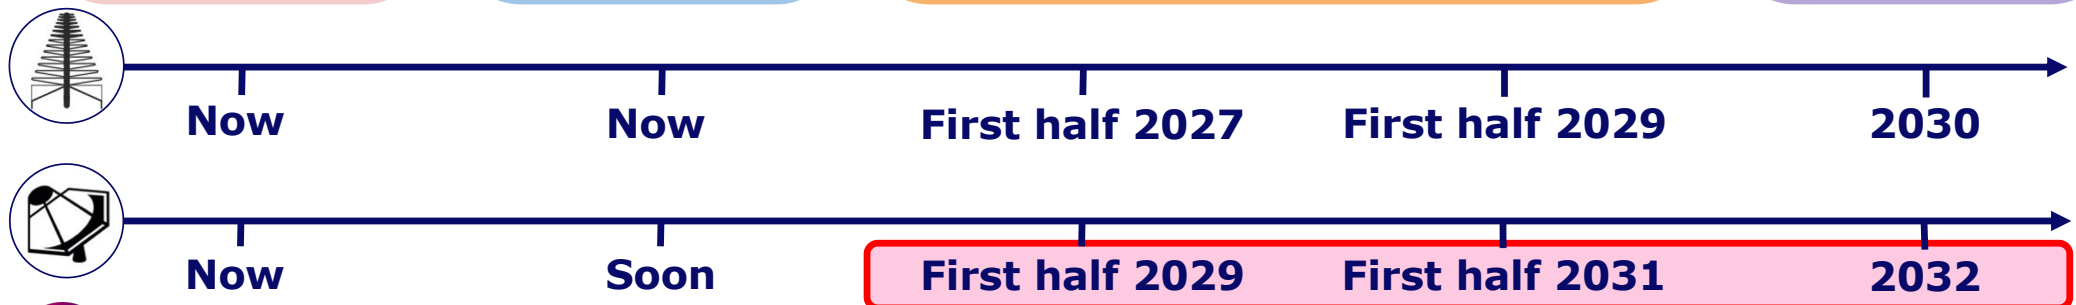 Now Now First half 2027 First half 2029 2030
Now Soon First half 2029 First half 2031 2032